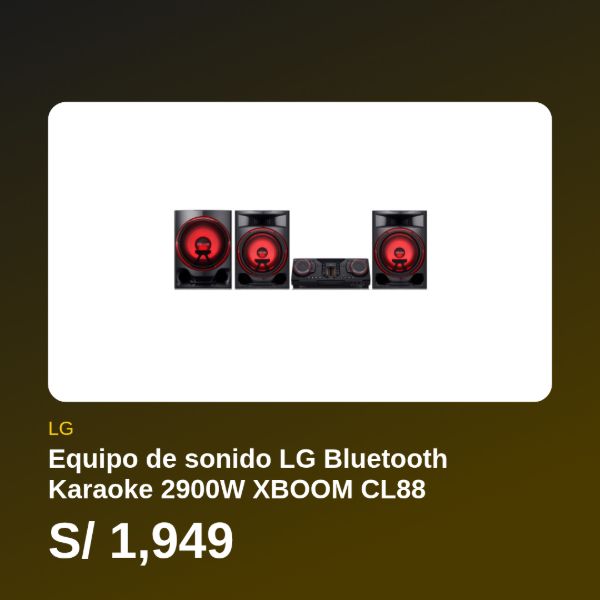 LG
Equipo de sonido LG Bluetooth
Karaoke 2900W XBOOM CL88
S/ 1,949